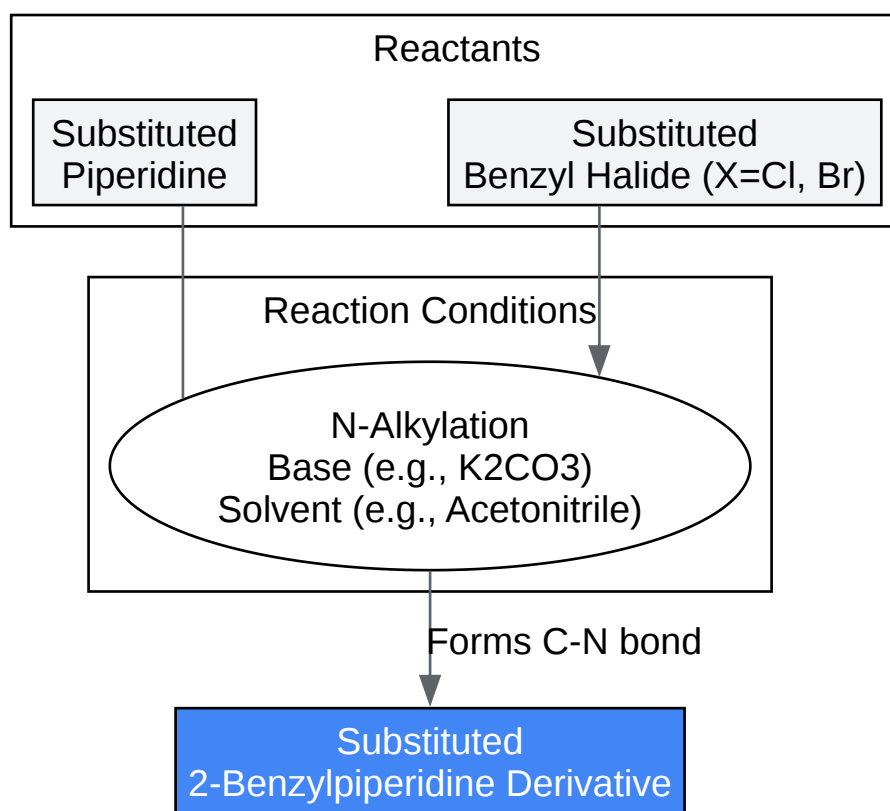 Reactants
Substituted
Piperidine
Substituted
Benzyl Halide (X=Cl, Br)
Reaction Conditions
N-Alkylation
Base (e.g., K2CO3)
Solvent (e.g., Acetonitrile)
Forms C-N bond
Substituted
2-Benzylpiperidine Derivative